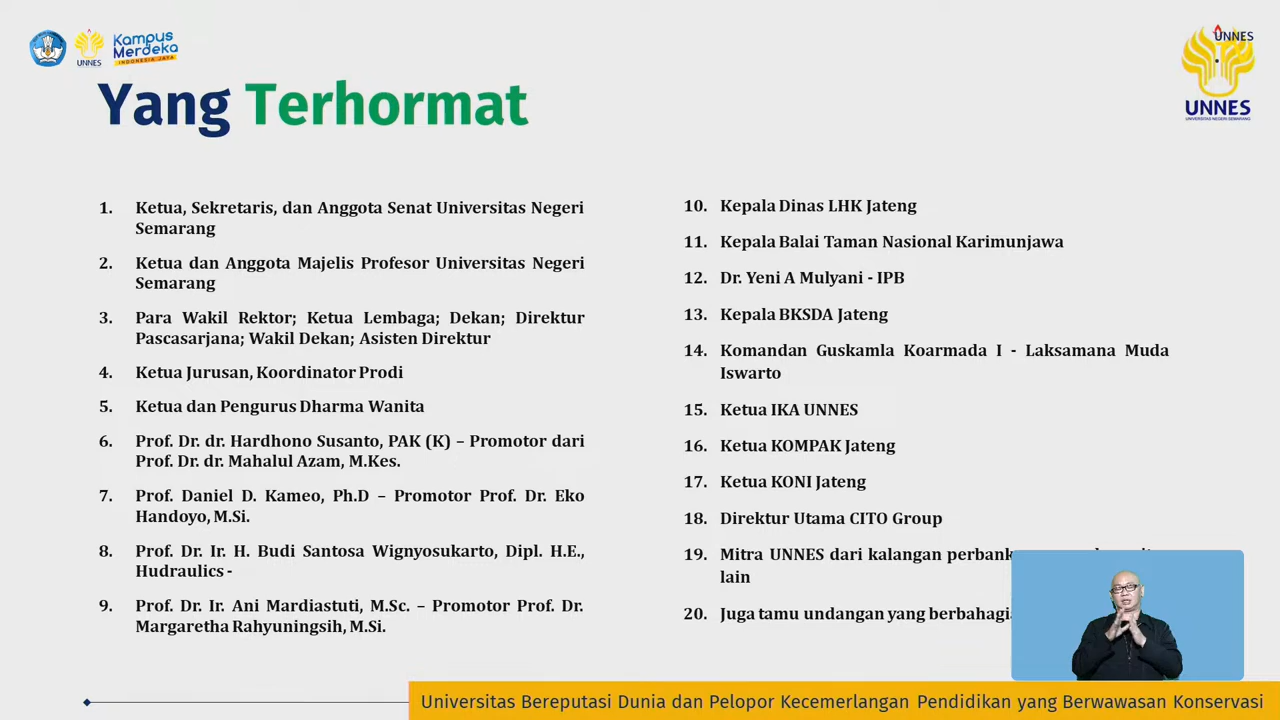 UNNES
Kampus
Merdeka
INDONESIA JAYA
UNNES
UNNES
UNIVERSITAS NEGERI SEMARANG
Yang Terhormat
1. Ketua, Sekretaris, dan Anggota Senat Universitas Negeri
Semarang
2. Ketua dan Anggota Majelis Profesor Universitas Negeri
Semarang
3. Para Wakil Rektor; Ketua Lembaga; Dekan; Direktur
Pascasarjana; Wakil Dekan; Asisten Direktur
4. Ketua Jurusan, Koordinator Prodi
5. Ketua dan Pengurus Dharma Wanita
6. Prof. Dr. dr. Hardhono Susanto, PAK (K) – Promotor dari
Prof. Dr. dr. Mahalul Azam, M.Kes.
7. Prof. Daniel D. Kameo, Ph.D – Promotor Prof. Dr. Eko
Handoyo, M.Si.
8. Prof. Dr. Ir. H. Budi Santosa Wignyosukarto, Dipl. H.E.,
Hudraulics -
9. Prof. Dr. Ir. Ani Mardiastuti, M.Sc. – Promotor Prof. Dr.
Margaretha Rahyuningsih, M.Si.
10. Kepala Dinas LHK Jateng
11. Kepala Balai Taman Nasional Karimunjawa
12. Dr. Yeni A Mulyani - IPB
13. Kepala BKSDA Jateng
14. Komandan Guskamla Koarmada I - Laksamana Muda
Iswarto
15. Ketua IKA UNNES
16. Ketua KOMPAK Jateng
17. Ketua KONI Jateng
18. Direktur Utama CITO Group
19. Mitra UNNES dari kalangan
lain
20. Juga tamu undangan yang
Universitas Bereputasi Dunia dan Pelopor Kecemerlangan Pendidikan yang Berwawasan Konservasi